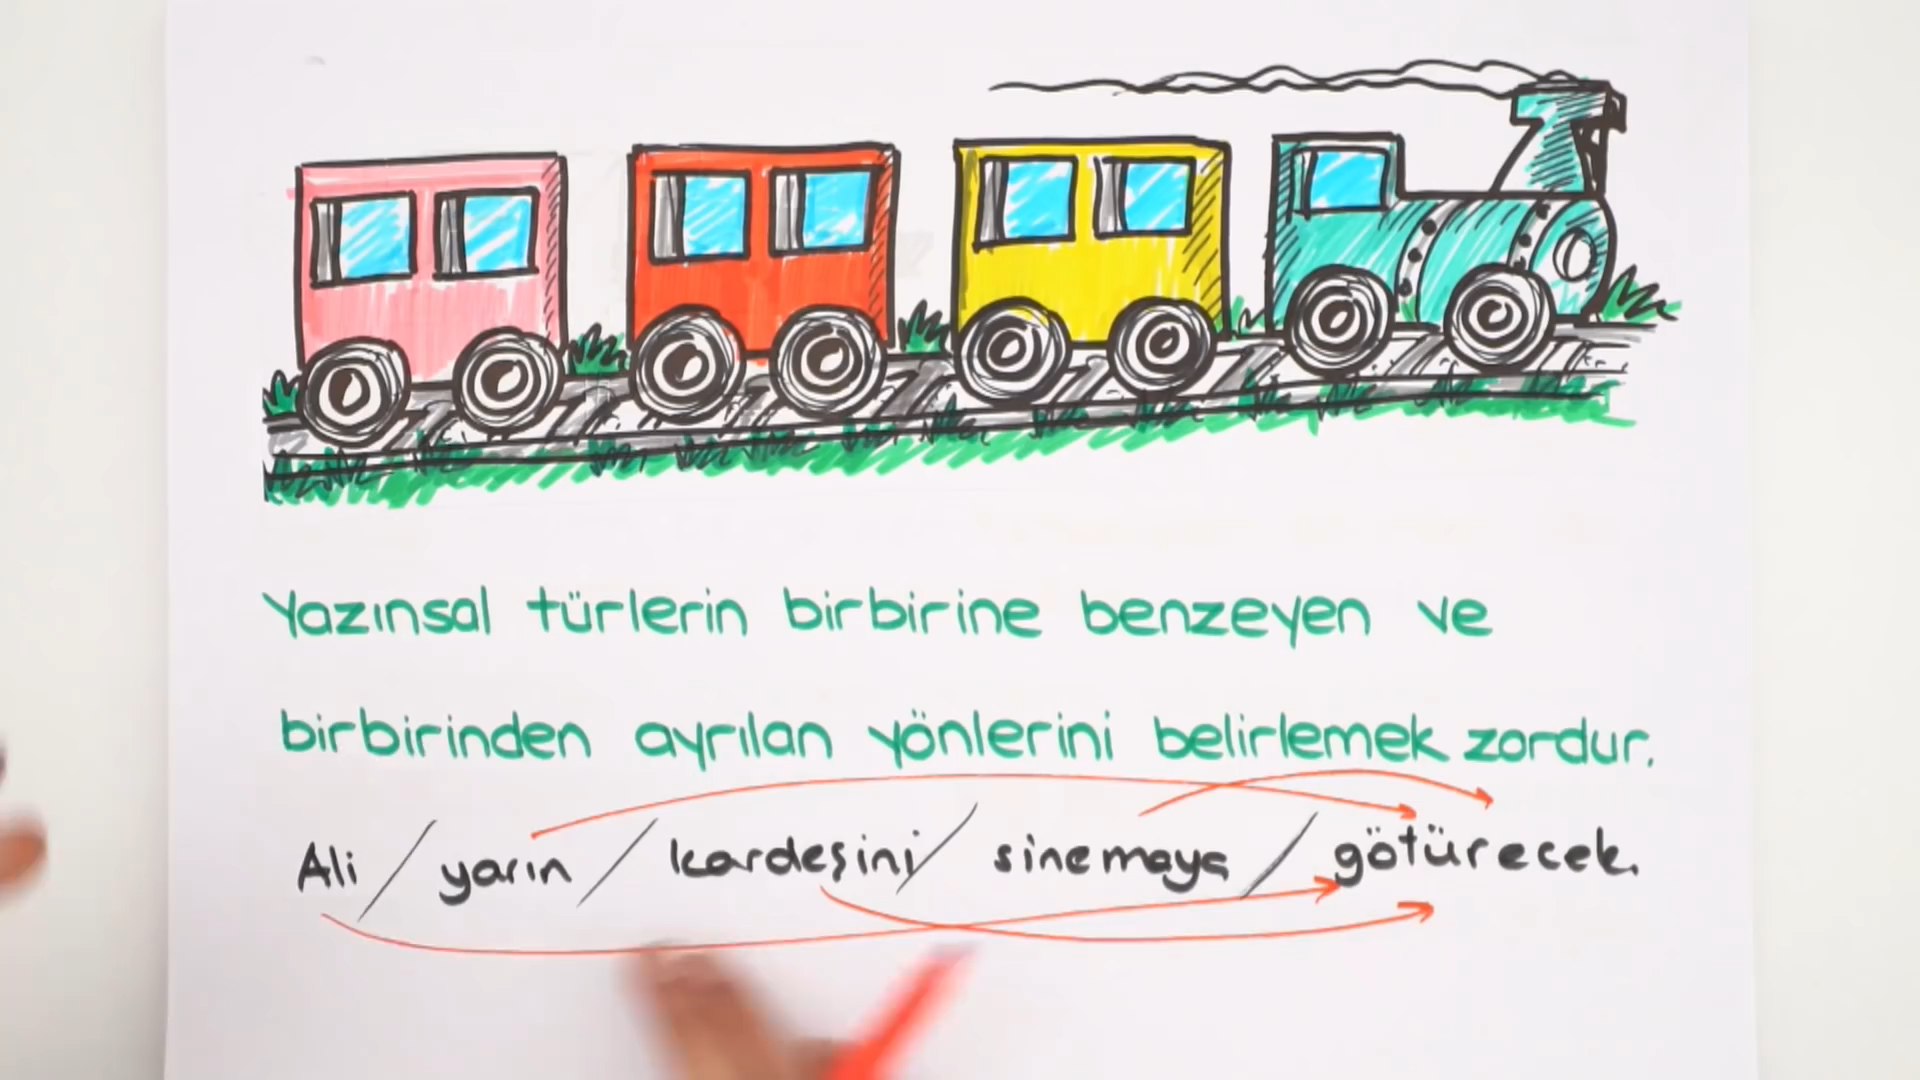 Yazınsal türlerin birbirine benzeyen ve
birbirinden ayrılan yönlerini belirlemek zordur.
Ali / yarın / kardeşini / sinemaya / götürecek.